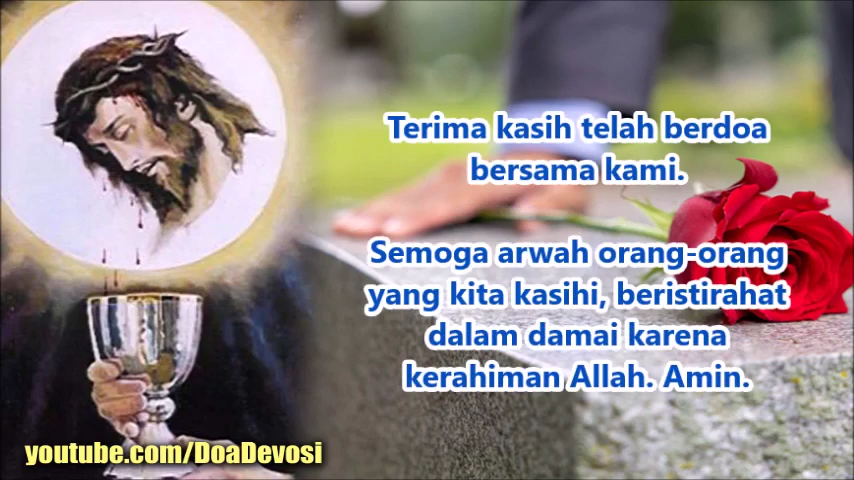 Terima kasih telah berdoa
bersama kami.
Semoga arwah orang-orang
yang kita kasihi, beristirahat
dalam damai karena
kerahiman Allah. Amin.
youtube.com/DoaDevosi